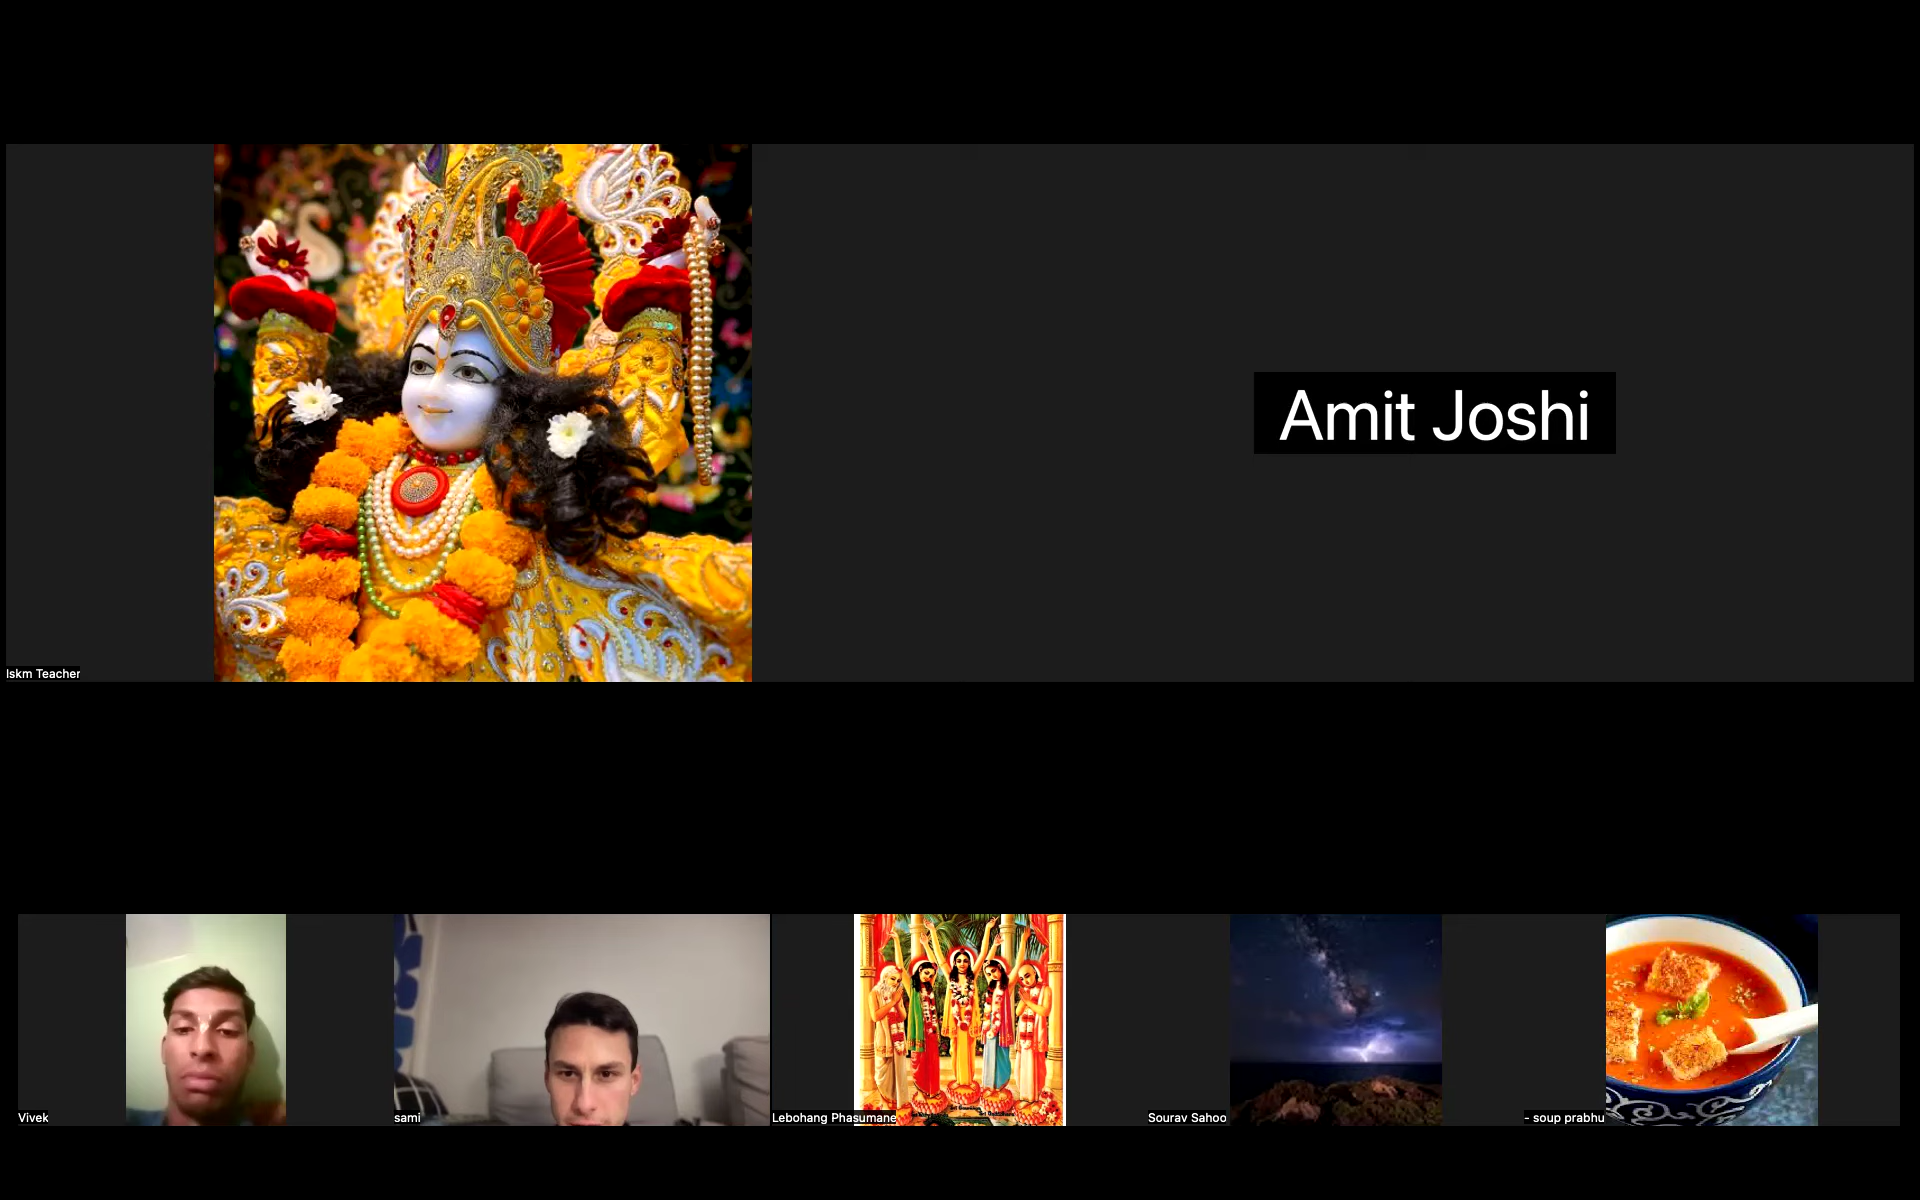 Amit Joshi
Iskm Teacher
Vivek
sami
Lebohang Phasumane
Sourav Sahoo
- soup prabhu